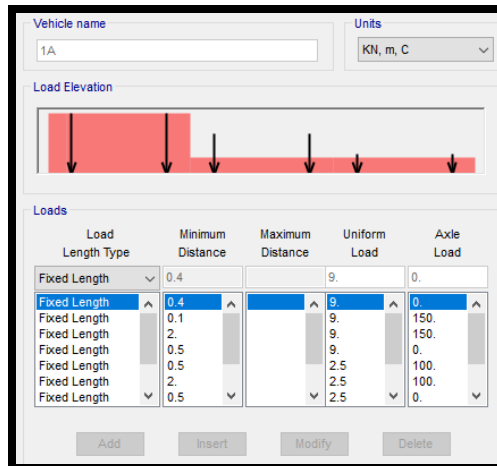 Vehicle name
Units
1A
KN, m, C
Load Elevation
Loads
Load Length Type Minimum Distance Maximum Distance Uniform Load Axle Load
Fixed Length 0.4 9. 0.
Fixed Length 0.4 9. 0.
Fixed Length 0.1 9. 150.
Fixed Length 2. 9. 150.
Fixed Length 0.5 9. 0.
Fixed Length 0.5 2.5 100.
Fixed Length 2. 2.5 100.
Fixed Length 0.5 2.5 0.
Add Insert Modify Delete